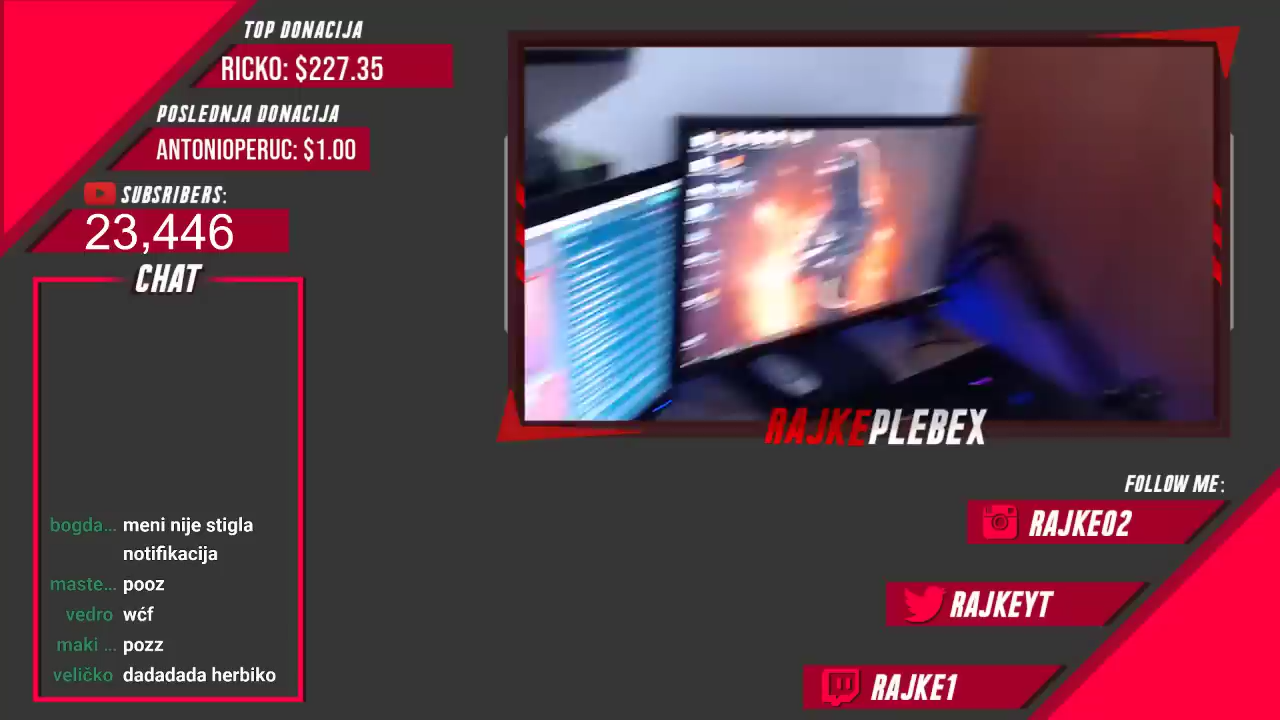 TOP DONACIJA
RICKO: $227.35
POSLEDNJA DONACIJA
ANTONIOPERUC: $1.00
SUBSRIBERS:
23,446
CHAT
bogda... meni nije stigla
notifikacija
maste... pooz
vedro wćf
maki ... pozz
veličko dadadada herbiko
RAJKEPLEBEX
FOLLOW ME:
RAJKE02
RAJKEYT
RAJKE1